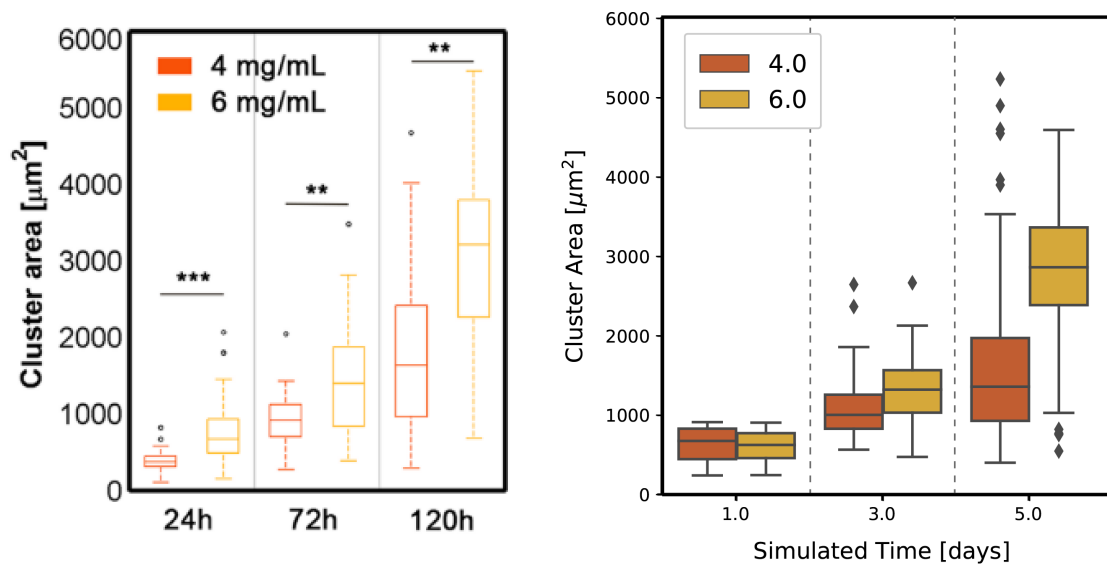 Cluster area [μm²]
6000
5000
4000
3000
2000
1000
0
4 mg/mL
6 mg/mL
***
**
**
24h
72h
120h
Cluster Area [μm²]
6000
5000
4000
3000
2000
1000
0
4.0
6.0
1.0
3.0
5.0
Simulated Time [days]